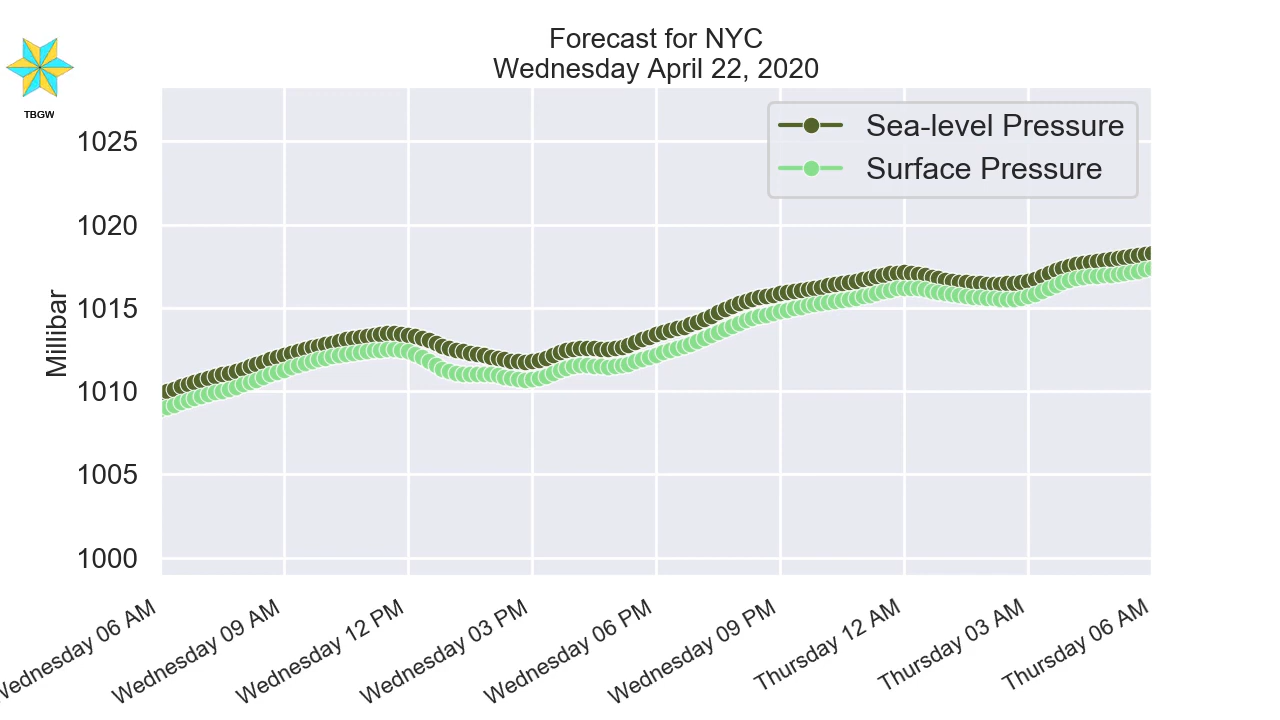 Forecast for NYC
Wednesday April 22, 2020
TBGW
Sea-level Pressure
Surface Pressure
Millibar
1025
1020
1015
1010
1005
1000
Wednesday 06 AM
Wednesday 09 AM
Wednesday 12 PM
Wednesday 03 PM
Wednesday 06 PM
Wednesday 09 PM
Thursday 12 AM
Thursday 03 AM
Thursday 06 AM